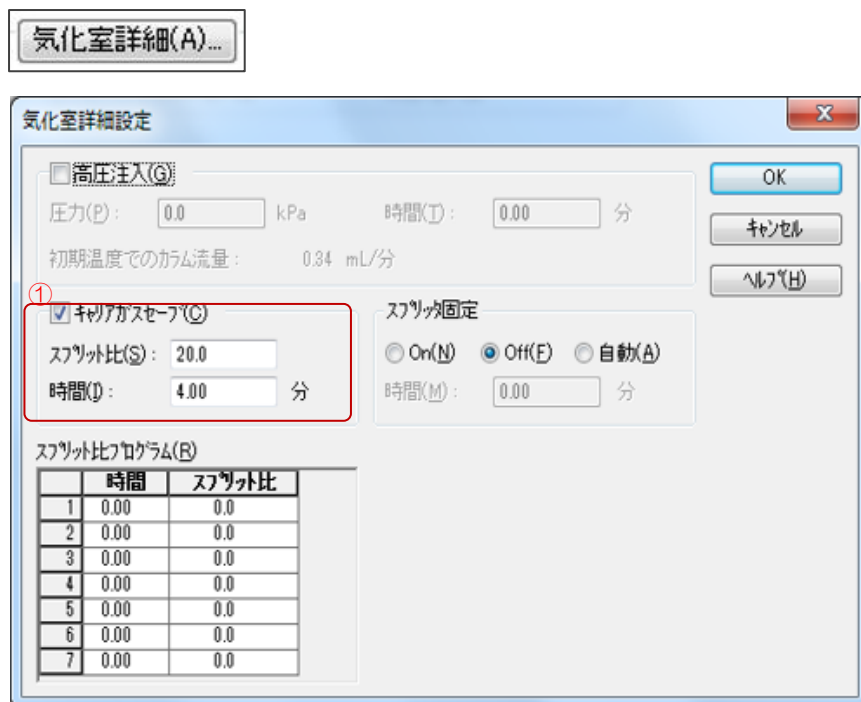 気化室詳細(A)...
気化室詳細設定
高圧注入(G)
圧力(P): 0.0 kPa 時間(T): 0.00 分
初期温度でのカラム流量: 0.34 mL/分
OK
キャンセル
ヘルプ(H)
①
キャリアガスセーブ(C)
スプリット比(S): 20.0
時間(I): 4.00 分
スプリッタ固定
On(N) Off(F) 自動(A)
時間(M): 0.00 分
スプリット比プログラム(R)
時間 スプリット比
1 0.00 0.0
2 0.00 0.0
3 0.00 0.0
4 0.00 0.0
5 0.00 0.0
6 0.00 0.0
7 0.00 0.0